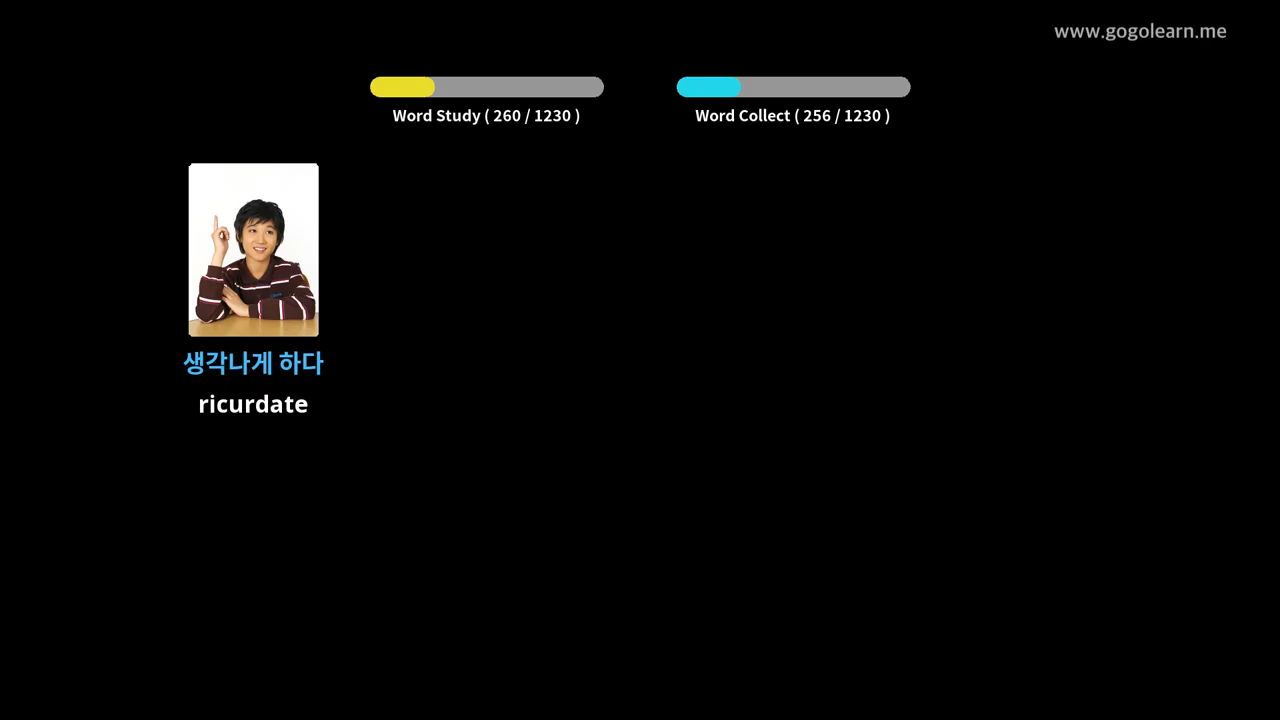 www.gogolearn.me
Word Study ( 260 / 1230 )
Word Collect ( 256 / 1230 )
생각나게 하다
ricurdate